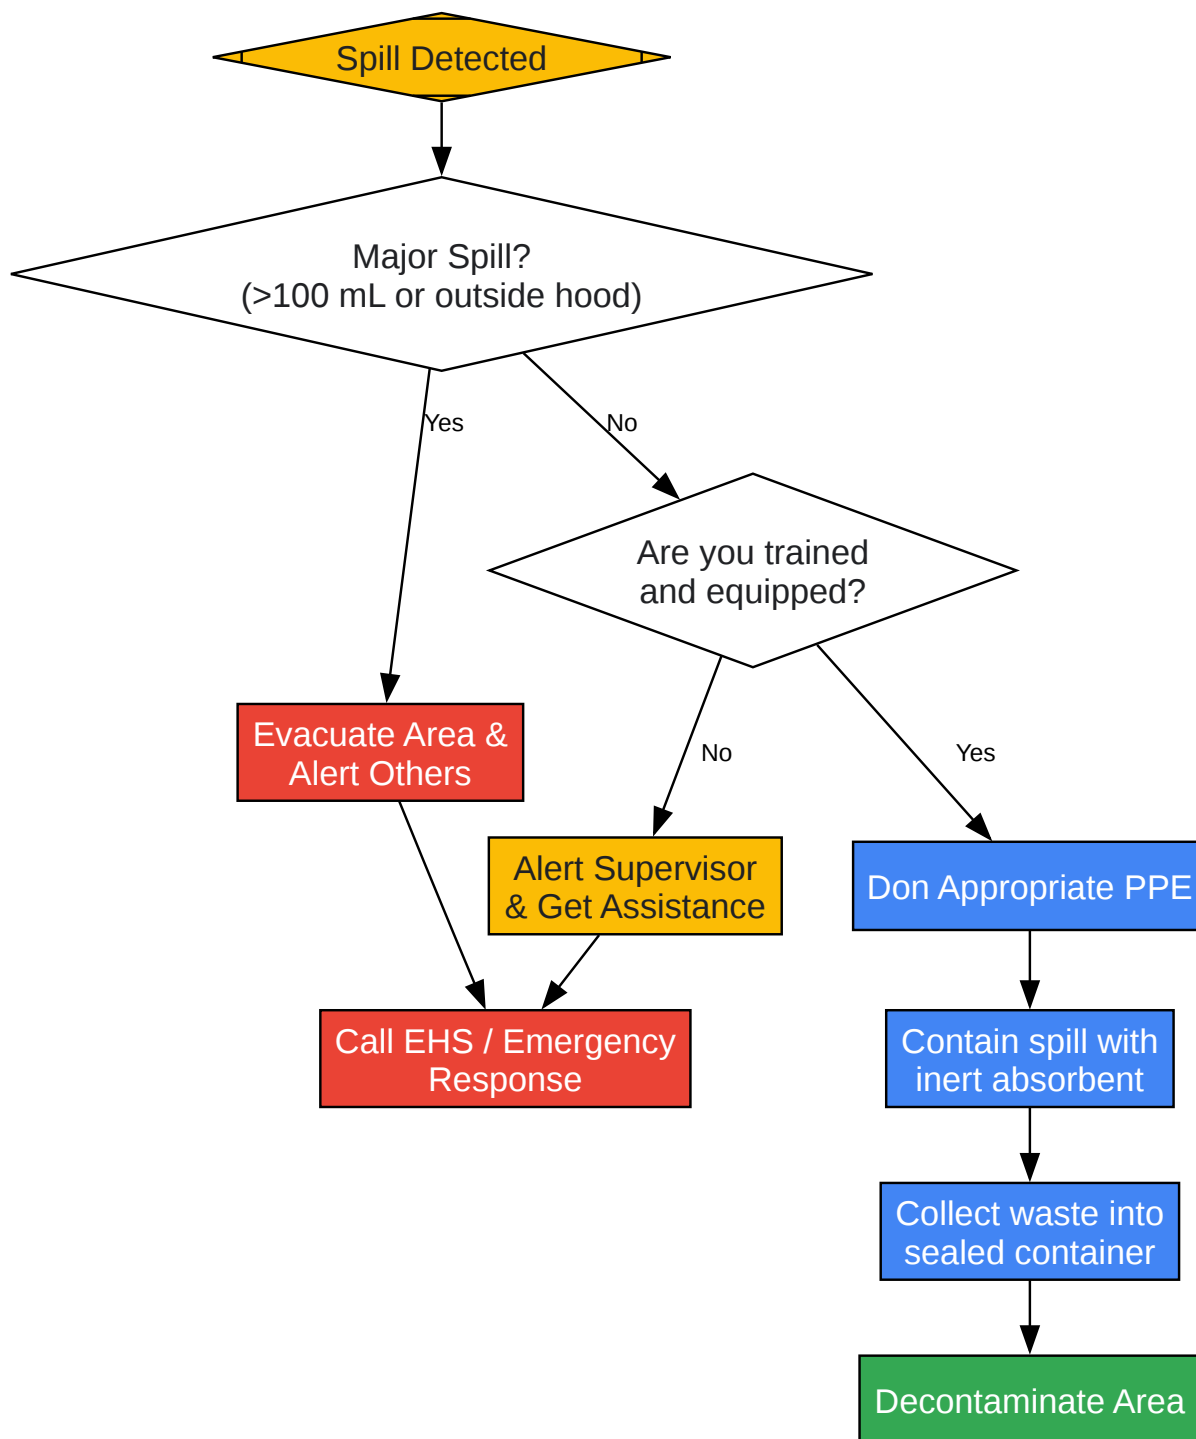 Spill Detected
Major Spill?
(>100 mL or outside hood)
Yes
No
Are you trained
and equipped?
Evacuate Area &
Alert Others
No
Yes
Alert Supervisor
& Get Assistance
Don Appropriate PPE
Call EHS / Emergency
Response
Contain spill with
inert absorbent
Collect waste into
sealed container
Decontaminate Area